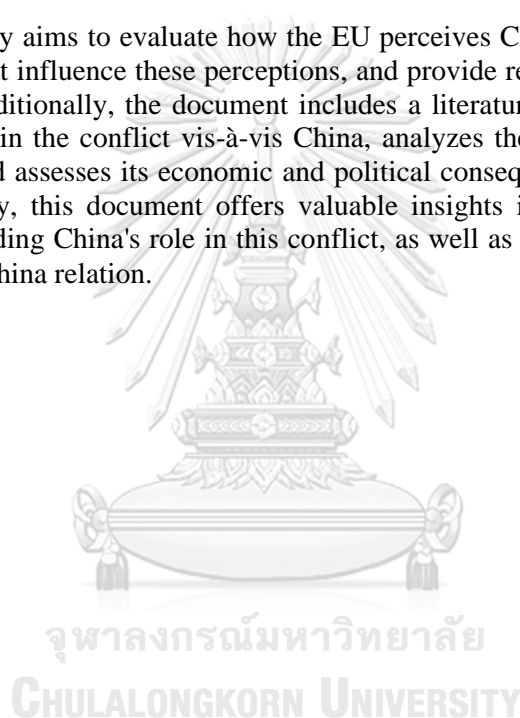 y aims to evaluate how the EU perceives C
t influence these perceptions, and provide re
ditionally, the document includes a literatur
in the conflict vis-à-vis China, analyzes the
d assesses its economic and political conseq
y, this document offers valuable insights i
ding China's role in this conflict, as well as
hina relation.
จุฬาลงกรณ์มหาวิทยาลัย
CHULALONGKORN UNIVERSITY